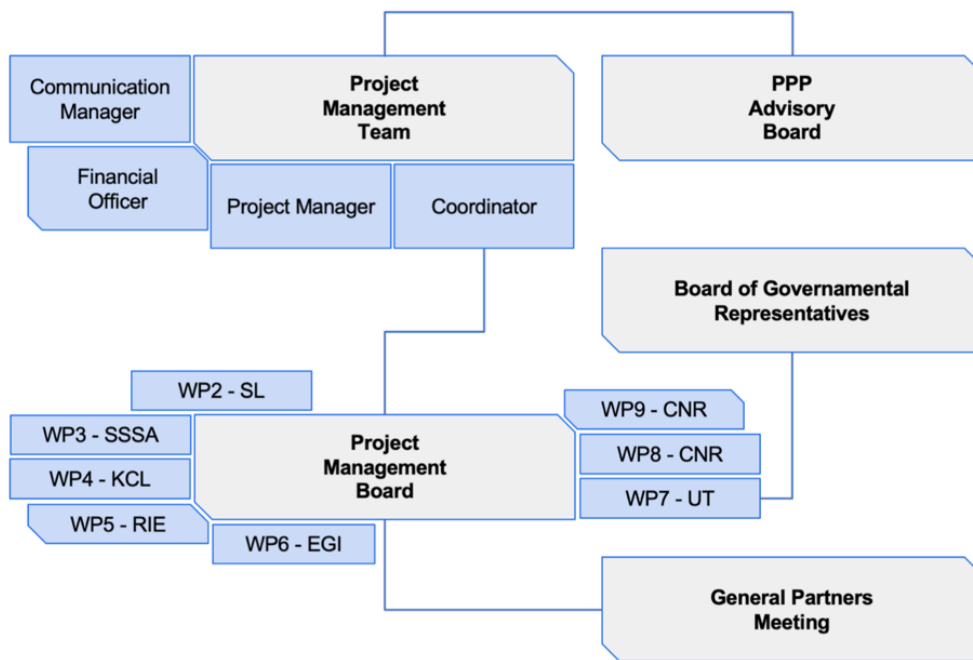 Communication
Manager
Project
Management
Team
PPP
Advisory
Board
Financial
Officer
Project Manager
Coordinator
Board of Governamental
Representatives
WP2 - SL
WP3 - SSSA
WP4 - KCL
WP5 - RIE
WP6 - EGI
Project
Management
Board
WP9 - CNR
WP8 - CNR
WP7 - UT
General Partners
Meeting